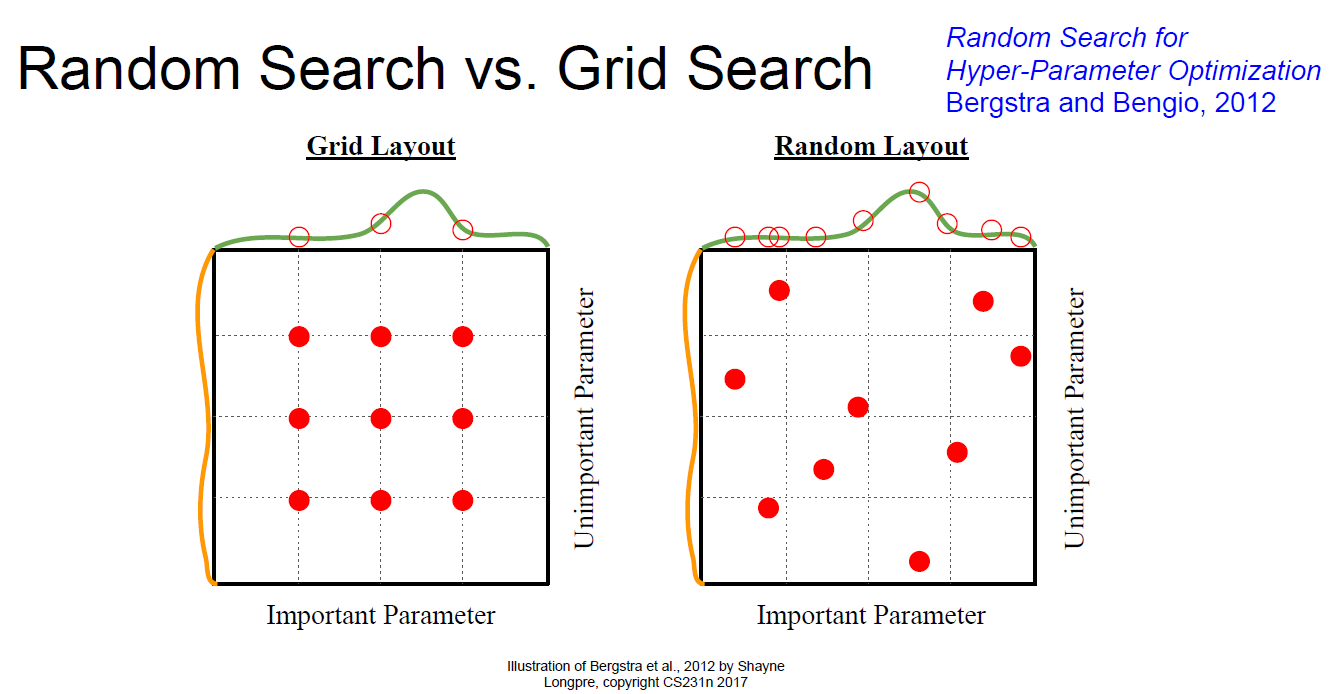 Random Search vs. Grid Search
Random Search for
Hyper-Parameter Optimization
Bergstra and Bengio, 2012
Grid Layout
Random Layout
Unimportant Parameter
Unimportant Parameter
Important Parameter
Important Parameter
Illustration of Bergstra et al., 2012 by Shayne
Longpre, copyright CS231n 2017